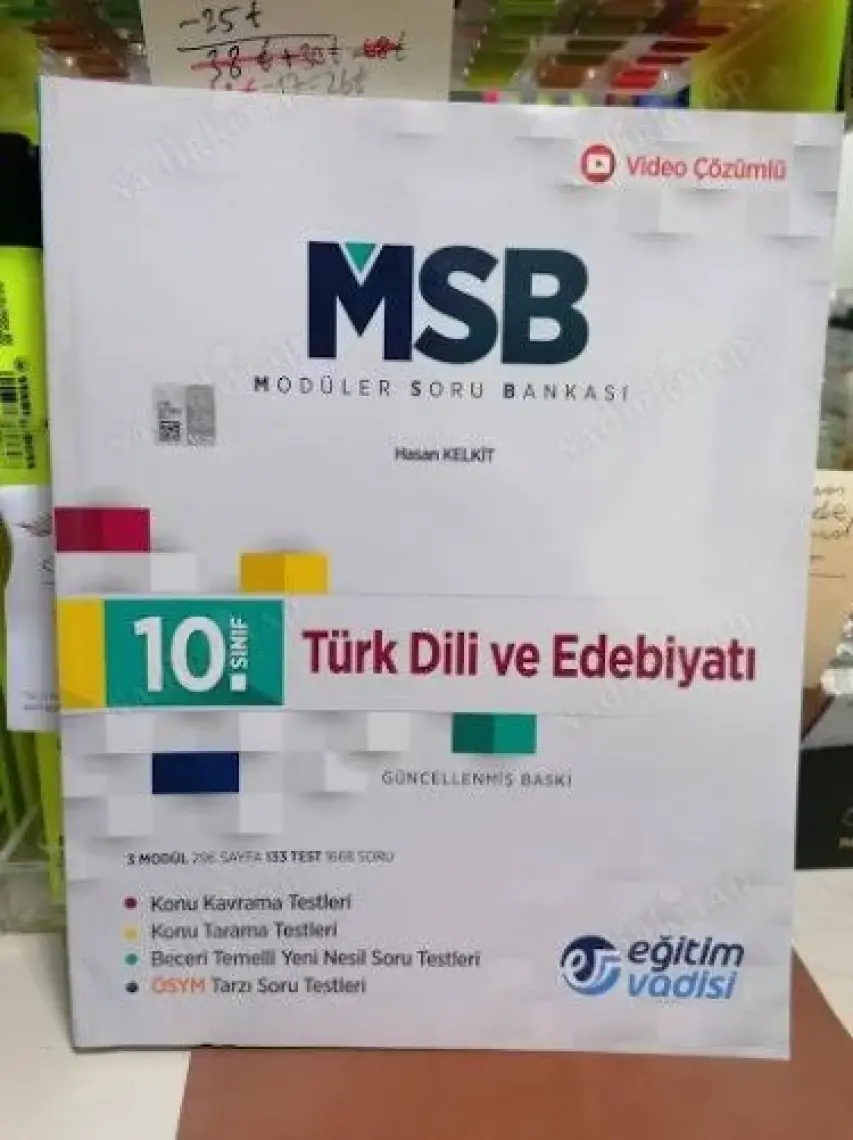 -25₺
Video Çözümlü
MSB
MODÜLER SORU BANKASI
Hasan KELKİT
10. SINIF
Türk Dili ve Edebiyatı
GÜNCELLENMİŞ BASKI
3 MODÜL 296 SAYFA 133 TEST 1668 SORU
Konu Kavrama Testleri
Konu Tarama Testleri
Beceri Temelli Yeni Nesil Soru Testleri
ÖSYM Tarzı Soru Testleri
eğitim
vadisi